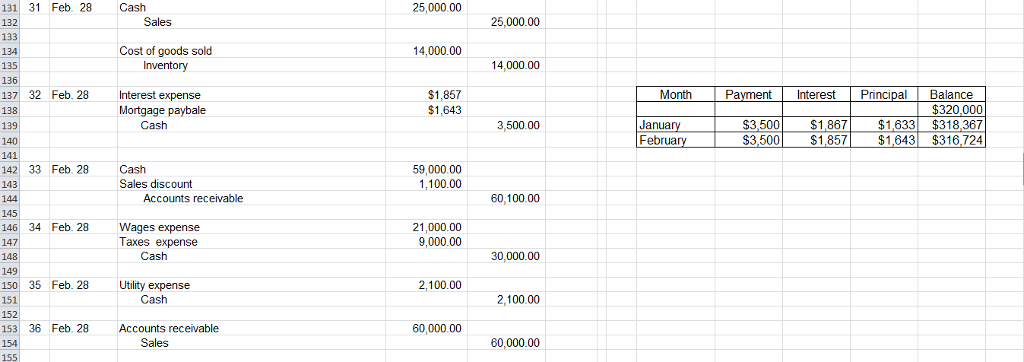 131 31 Feb. 28 Cash 25,000.00
132 Sales 25,000.00
133
134 Cost of goods sold 14,000.00
135 Inventory 14,000.00
136
137 32 Feb. 28 Interest expense $1,857 Month Payment Interest Principal Balance
138 Mortgage paybale $1,643 $320,000
139 Cash 3,500.00 January $3,500 $1,867 $1,633 $318,367
140 February $3,500 $1,857 $1,643 $316,724
141
142 33 Feb. 28 Cash 59,000.00
143 Sales discount 1,100.00
144 Accounts receivable 60,100.00
145
146 34 Feb. 28 Wages expense 21,000.00
147 Taxes expense 9,000.00
148 Cash 30,000.00
149
150 35 Feb. 28 Utility expense 2,100.00
151 Cash 2,100.00
152
153 36 Feb. 28 Accounts receivable 60,000.00
154 Sales 60,000.00
155